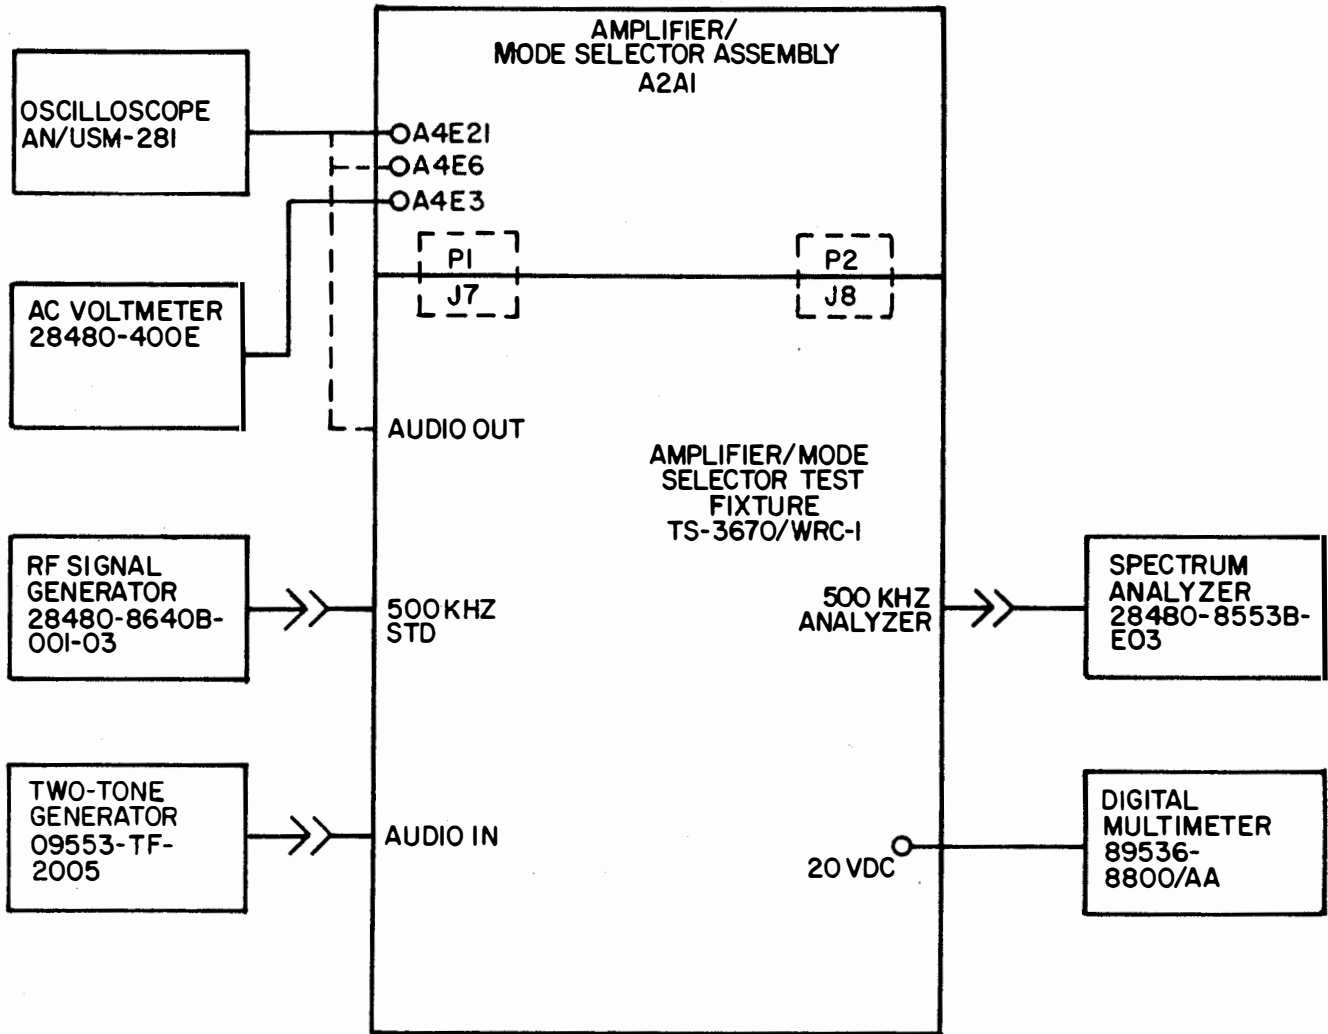 AMPLIFIER/
MODE SELECTOR ASSEMBLY
A2A1
OSCILLOSCOPE
AN/USM-281
A4E21
A4E6
A4E3
P1
J7
P2
J8
AC VOLTMETER
28480-400E
AUDIO OUT
AMPLIFIER/MODE
SELECTOR TEST
FIXTURE
TS-3670/WRC-1
RF SIGNAL
GENERATOR
28480-8640B-
001-03
500 KHZ
STD
500 KHZ
ANALYZER
SPECTRUM
ANALYZER
28480-8553B-
E03
TWO-TONE
GENERATOR
09553-TF-
2005
AUDIO IN
20 VDC
DIGITAL
MULTIMETER
89536-
8800/AA